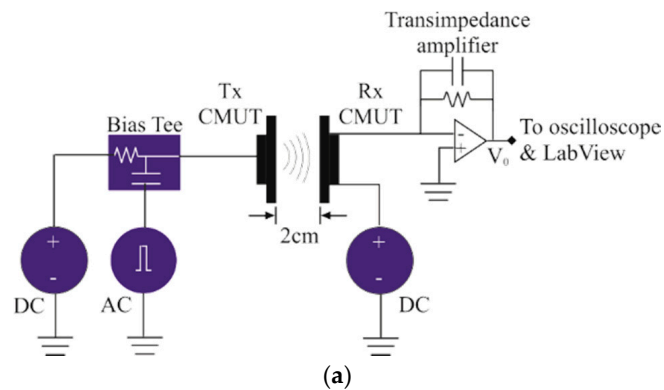 Transimpedance
amplifier
Tx
CMUT
Rx
CMUT
Bias Tee
To oscilloscope
& LabView
-
+
V₀
2cm
+
-
+
-
DC
AC
DC
(a)